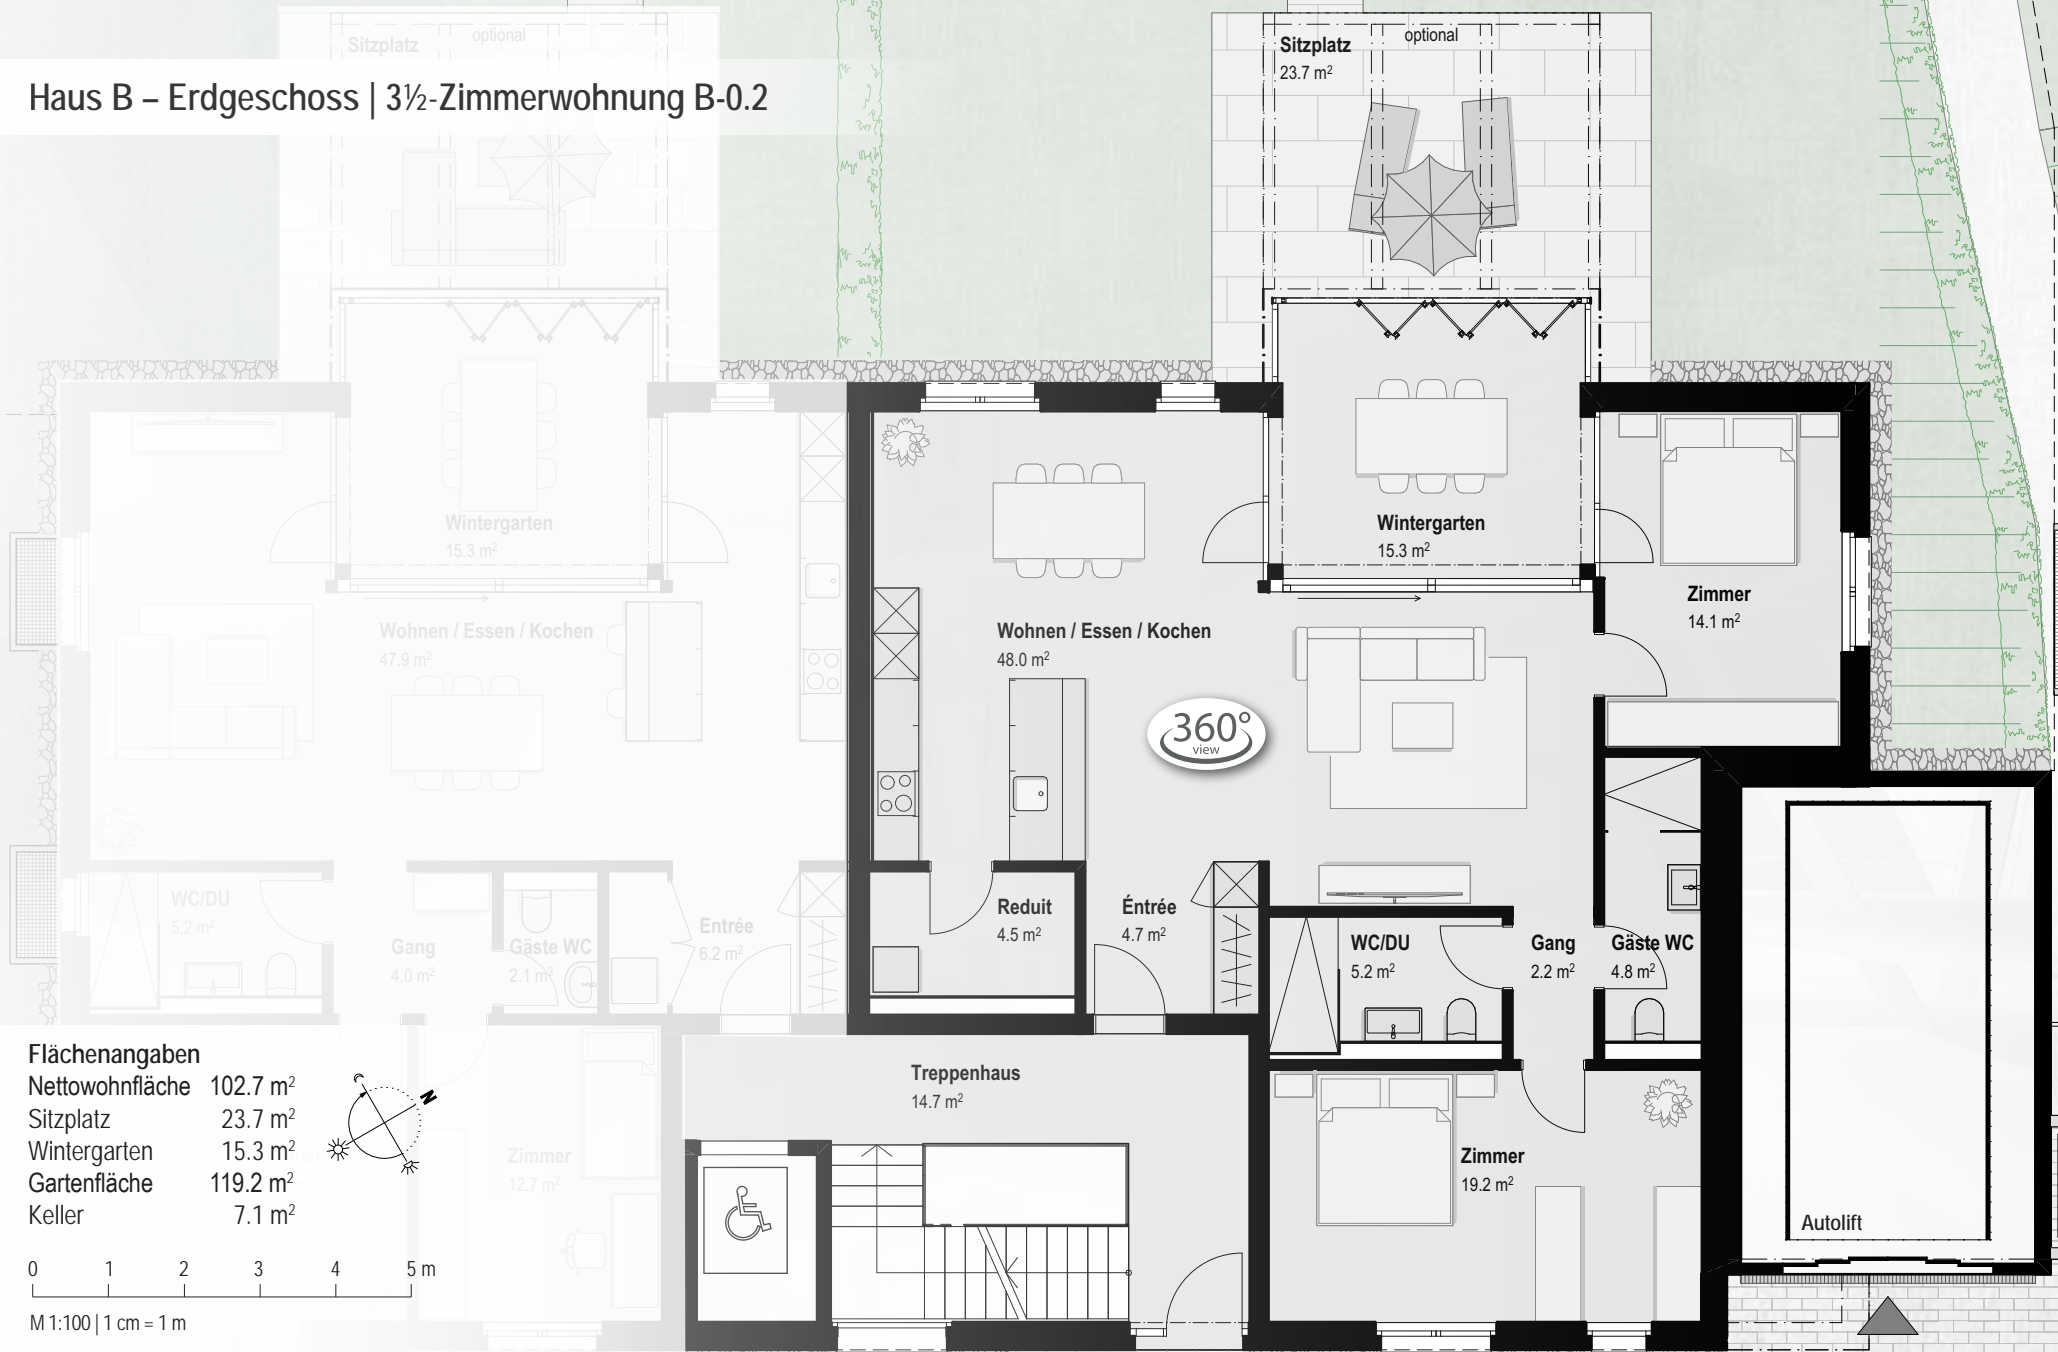 Sitzplatz
optional
Sitzplatz
optional
23.7 m²
Haus B – Erdgeschoss | 3½-Zimmerwohnung B-0.2
Wintergarten
15.3 m²
Wintergarten
15.3 m²
Zimmer
14.1 m²
Wohnen / Essen / Kochen
47.9 m²
Wohnen / Essen / Kochen
48.0 m²
360°
view
WC/DU
5.2 m²
Gang
4.0 m²
Gäste WC
2.1 m²
Entrée
6.2 m²
Reduit
4.5 m²
Éntrée
4.7 m²
WC/DU
5.2 m²
Gang
2.2 m²
Gäste WC
4.8 m²
Flächenangaben
Nettowohnfläche 102.7 m²
Sitzplatz 23.7 m²
Wintergarten 15.3 m²
Gartenfläche 119.2 m²
Keller 7.1 m²
N
Zimmer
12.7 m²
Treppenhaus
14.7 m²
Zimmer
19.2 m²
Autolift
0 1 2 3 4 5 m
M 1:100 | 1 cm = 1 m